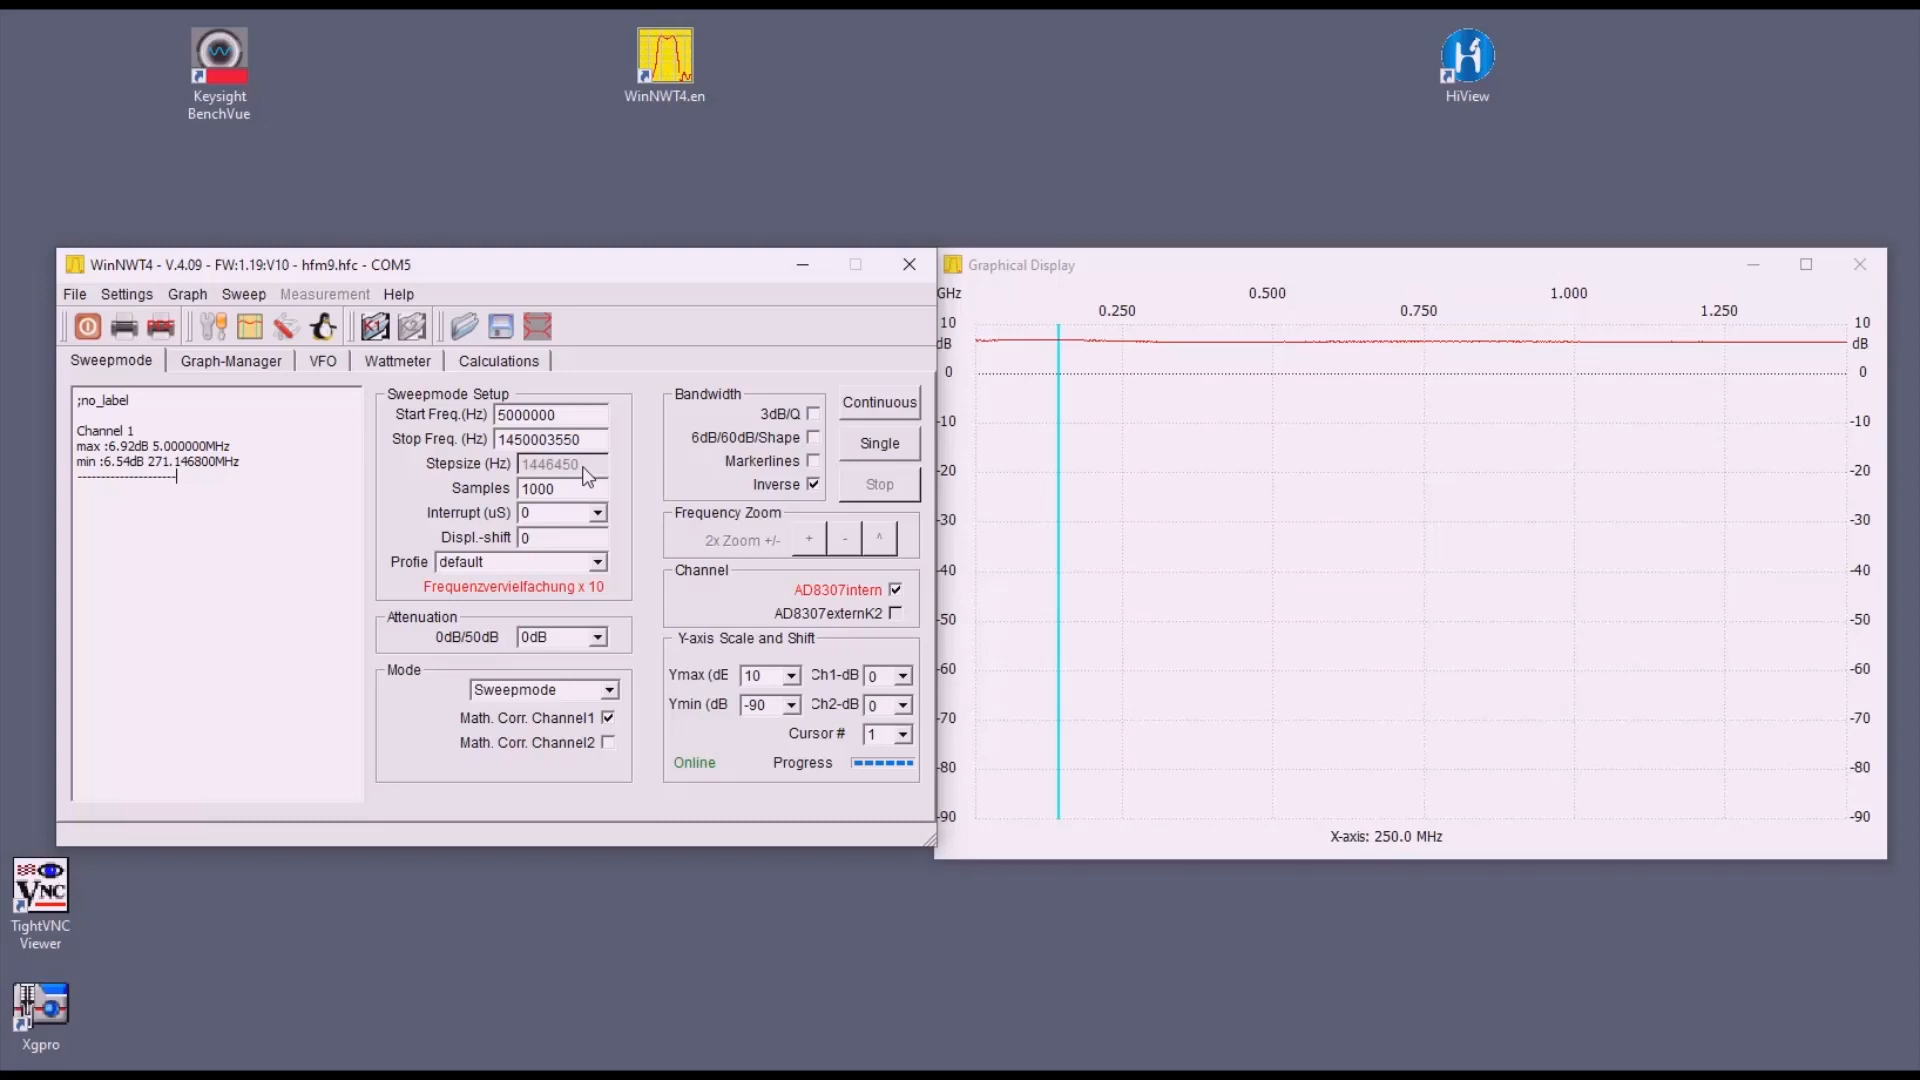 Keysight
BenchVue
WinNWT4.en
HiView
WinNWT4 - V.4.09 - FW:1.19:V10 - hfm9.hfc - COM5
File Settings Graph Sweep Measurement Help
Sweepmode Graph-Manager VFO Wattmeter Calculations
;no_label
Channel 1
max :6.92dB 5.000000MHz
min :6.54dB 271.146800MHz
----------------------
Sweepmode Setup
Start Freq.(Hz) 5000000
Stop Freq. (Hz) 1450003550
Stepsize (Hz) 1446450
Samples 1000
Interrupt (uS) 0
Displ.-shift 0
Profie default
Frequenzvervielfachung x 10
Attenuation
0dB/50dB 0dB
Mode
Sweepmode
Math. Corr. Channel1
Math. Corr. Channel2
Bandwidth
3dB/Q
6dB/60dB/Shape
Markerlines
Inverse
Continuous
Single
Stop
Frequency Zoom
2x Zoom +/- + - ^
Channel
AD8307intern
AD8307externK2
Y-axis Scale and Shift
Ymax (dE 10 Ch1-dB 0
Ymin (dB -90 Ch2-dB 0
Cursor # 1
Online Progress
Graphical Display
GHz 0.500 1.000
0.250 0.750 1.250
10 10
dB dB
0 0
-10 -10
-20 -20
-30 -30
-40 -40
-50 -50
-60 -60
-70 -70
-80 -80
-90 -90
X-axis: 250.0 MHz
VNC
TightVNC
Viewer
Xgpro